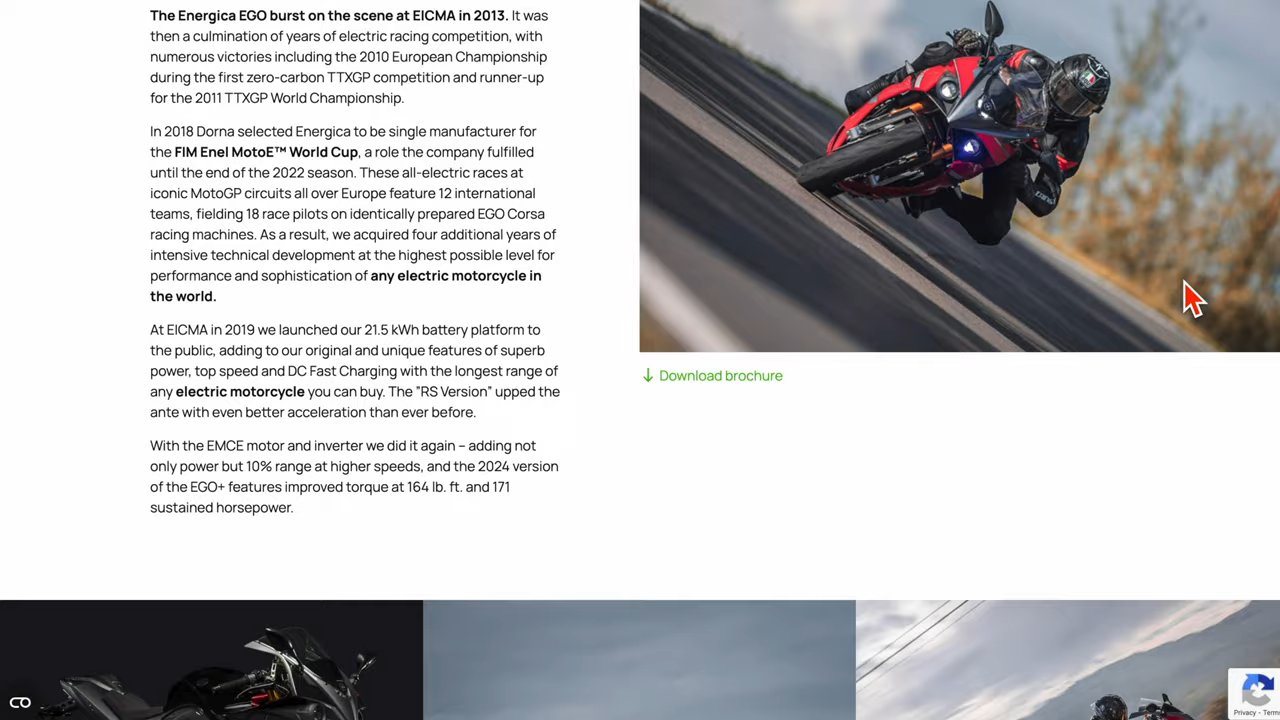 The Energica EGO burst on the scene at EICMA in 2013. It was
then a culmination of years of electric racing competition, with
numerous victories including the 2010 European Championship
during the first zero-carbon TTXGP competition and runner-up
for the 2011 TTXGP World Championship.
In 2018 Dorna selected Energica to be single manufacturer for
the FIM Enel MotoE™ World Cup, a role the company fulfilled
until the end of the 2022 season. These all-electric races at
iconic MotoGP circuits all over Europe feature 12 international
teams, fielding 18 race pilots on identically prepared EGO Corsa
racing machines. As a result, we acquired four additional years of
intensive technical development at the highest possible level for
performance and sophistication of any electric motorcycle in
the world.
At EICMA in 2019 we launched our 21.5 kWh battery platform to
the public, adding to our original and unique features of superb
power, top speed and DC Fast Charging with the longest range of
any electric motorcycle you can buy. The ”RS Version” upped the
ante with even better acceleration than ever before.
With the EMCE motor and inverter we did it again – adding not
only power but 10% range at higher speeds, and the 2024 version
of the EGO+ features improved torque at 164 lb. ft. and 171
sustained horsepower.
↓ Download brochure
Privacy - Terms